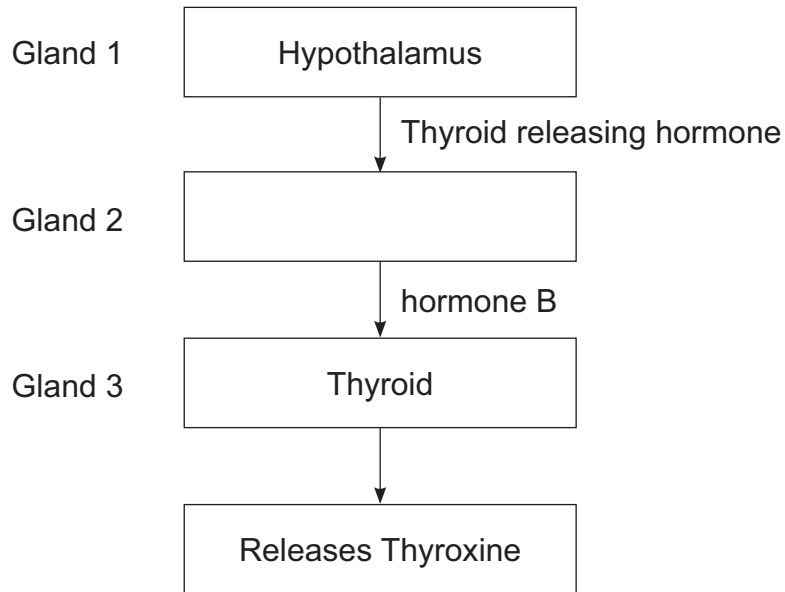 Gland 1
Hypothalamus
Thyroid releasing hormone
Gland 2
hormone B
Gland 3
Thyroid
Releases Thyroxine